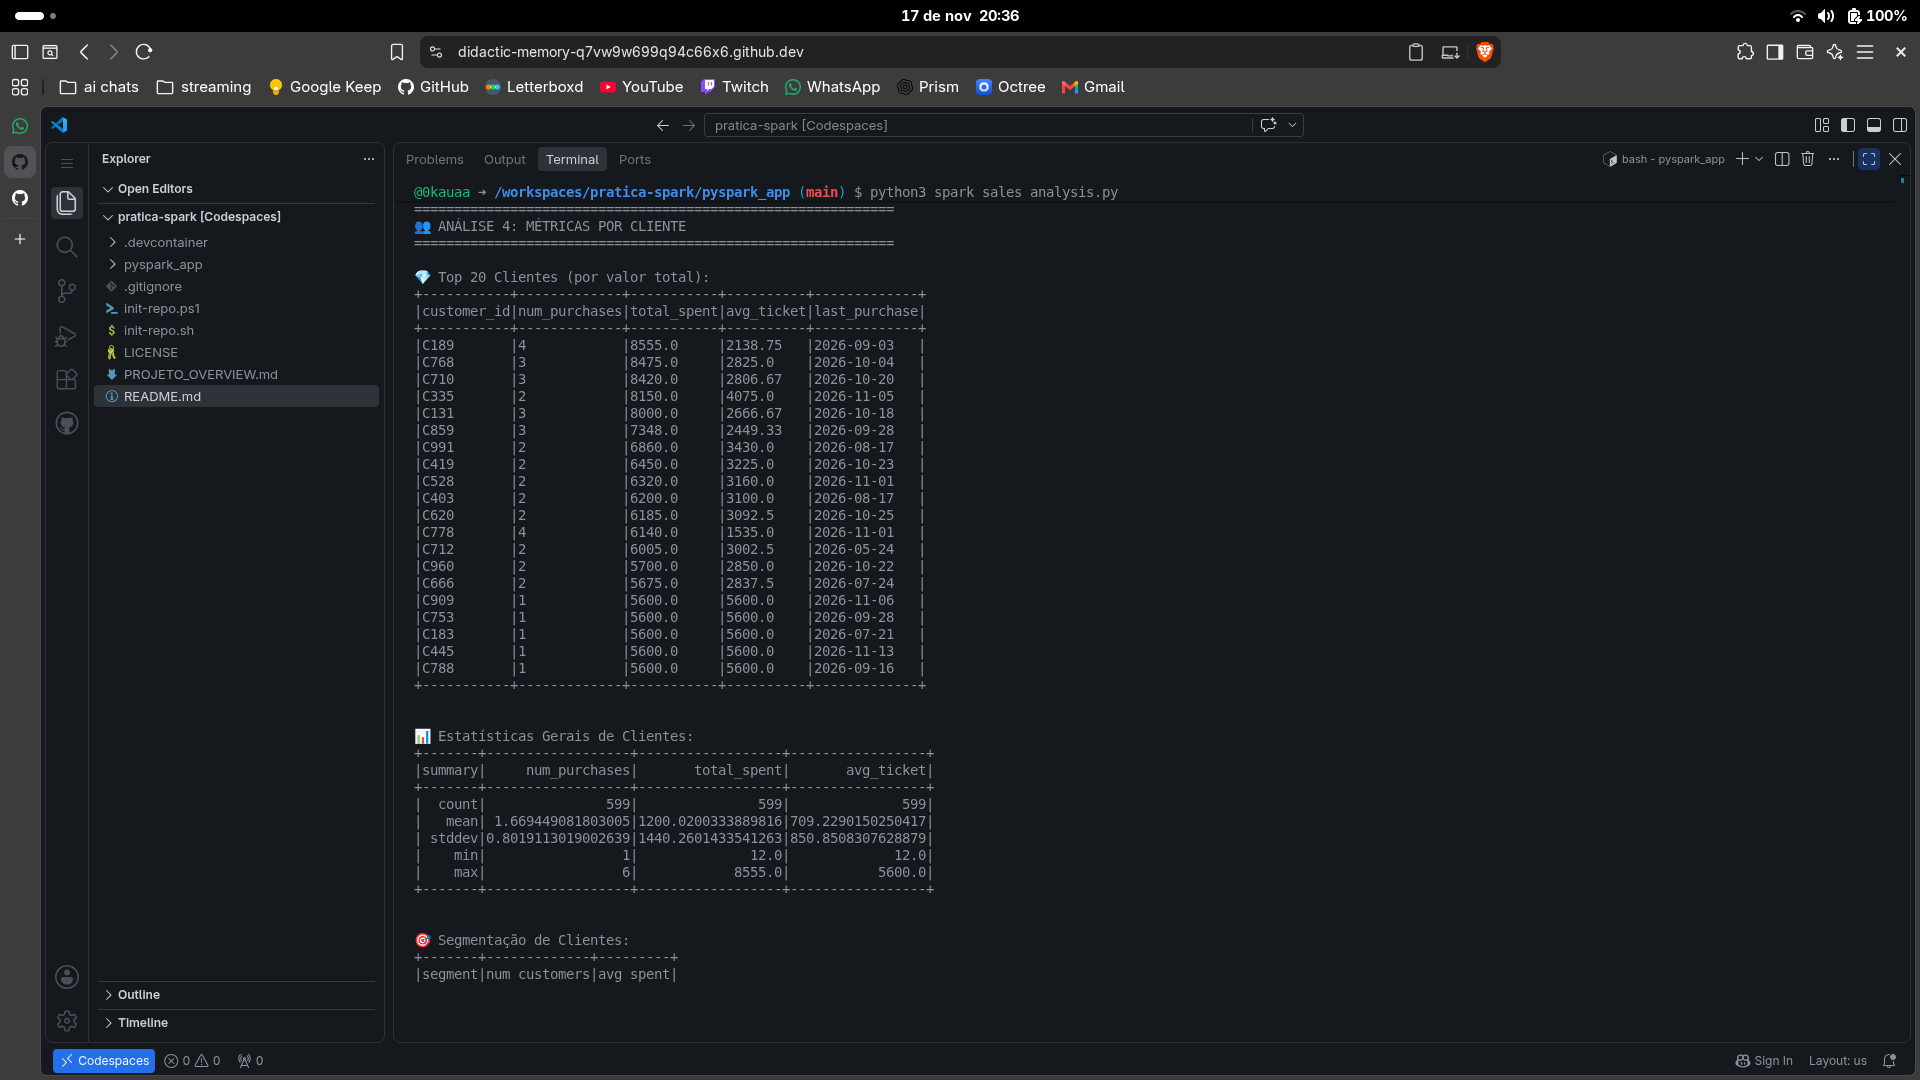 17 de nov 20:36
100%
didactic-memory-q7vw9w699q94c66x6.github.dev
ai chats streaming Google Keep GitHub Letterboxd YouTube Twitch WhatsApp Prism Octree Gmail
pratica-spark [Codespaces]
Explorer
Problems Output Terminal Ports
bash - pyspark_app
Open Editors
pratica-spark [Codespaces]
.devcontainer
pyspark_app
.gitignore
init-repo.ps1
init-repo.sh
LICENSE
PROJETO_OVERVIEW.md
README.md
Outline
Timeline
@0kauaa → /workspaces/pratica-spark/pyspark_app (main) $ python3 spark sales analysis.py
============================================================
👥 ANÁLISE 4: MÉTRICAS POR CLIENTE
============================================================
💎 Top 20 Clientes (por valor total):
+-----------+-------------+-----------+----------+-------------+
|customer_id|num_purchases|total_spent|avg_ticket|last_purchase|
+-----------+-------------+-----------+----------+-------------+
|C189       |4            |8555.0     |2138.75   |2026-09-03   |
|C768       |3            |8475.0     |2825.0    |2026-10-04   |
|C710       |3            |8420.0     |2806.67   |2026-10-20   |
|C335       |2            |8150.0     |4075.0    |2026-11-05   |
|C131       |3            |8000.0     |2666.67   |2026-10-18   |
|C859       |3            |7348.0     |2449.33   |2026-09-28   |
|C991       |2            |6860.0     |3430.0    |2026-08-17   |
|C419       |2            |6450.0     |3225.0    |2026-10-23   |
|C528       |2            |6320.0     |3160.0    |2026-11-01   |
|C403       |2            |6200.0     |3100.0    |2026-08-17   |
|C620       |2            |6185.0     |3092.5    |2026-10-25   |
|C778       |4            |6140.0     |1535.0    |2026-11-01   |
|C712       |2            |6005.0     |3002.5    |2026-05-24   |
|C960       |2            |5700.0     |2850.0    |2026-10-22   |
|C666       |2            |5675.0     |2837.5    |2026-07-24   |
|C909       |1            |5600.0     |5600.0    |2026-11-06   |
|C753       |1            |5600.0     |5600.0    |2026-09-28   |
|C183       |1            |5600.0     |5600.0    |2026-07-21   |
|C445       |1            |5600.0     |5600.0    |2026-11-13   |
|C788       |1            |5600.0     |5600.0    |2026-09-16   |
+-----------+-------------+-----------+----------+-------------+
📊 Estatísticas Gerais de Clientes:
+-------+------------------+------------------+-----------------+
|summary|     num_purchases|       total_spent|       avg_ticket|
+-------+------------------+------------------+-----------------+
|  count|               599|               599|              599|
|   mean| 1.669449081803005|1200.0200333889816|709.2290150250417|
| stddev|0.8019113019002639|1440.2601433541263|850.8508307628879|
|    min|                 1|              12.0|             12.0|
|    max|                 6|            8555.0|           5600.0|
+-------+------------------+------------------+-----------------+
🎯 Segmentação de Clientes:
+-------+-------------+---------+
|segment|num customers|avg spent|
Codespaces 0 0 0
Sign In Layout: us